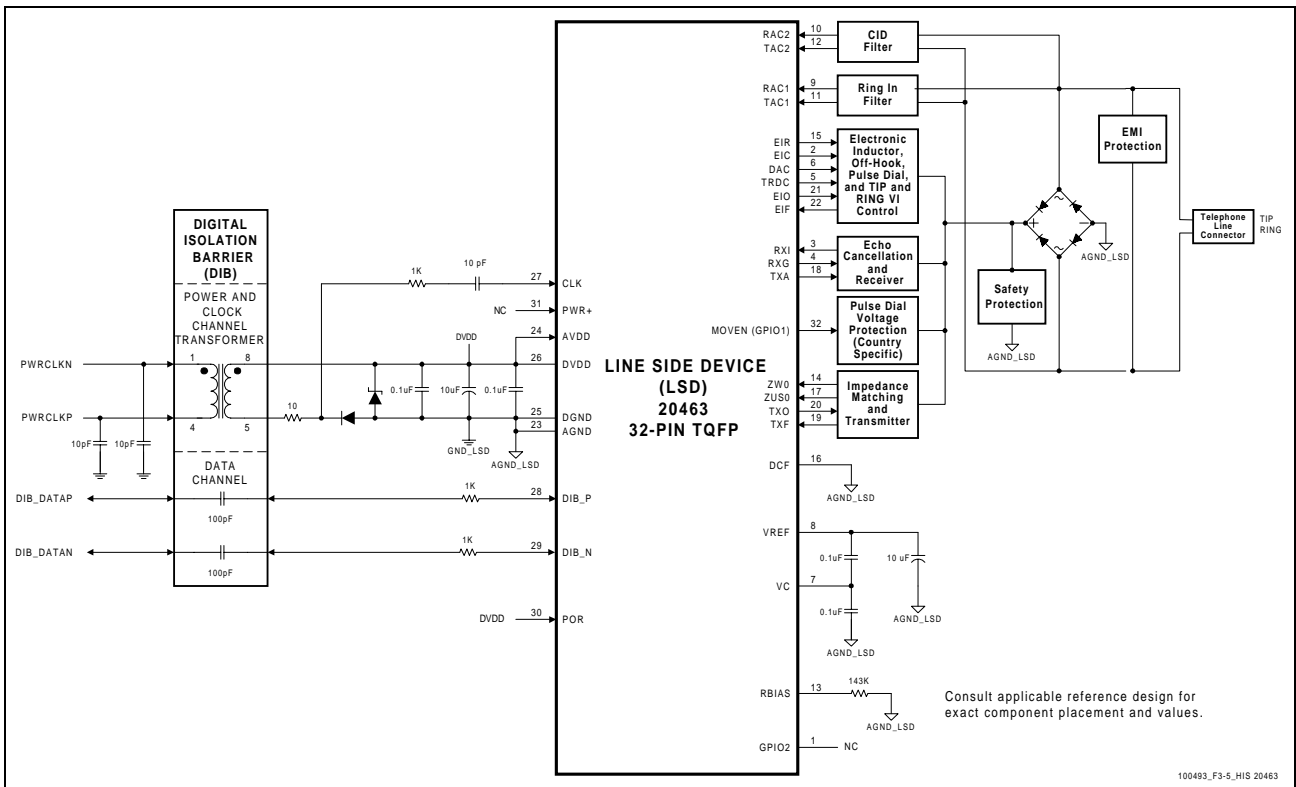 DIGITAL
ISOLATION
BARRIER
(DIB)
POWER AND
CLOCK
CHANNEL
TRANSFORMER
1
8
4
5
PWRCLKN
PWRCLKP
10pF
10pF
DATA
CHANNEL
DIB_DATAP
100pF
DIB_DATAN
100pF
1K
10 pF
27
CLK
NC
31
PWR+
24
AVDD
DVDD
26
DVDD
0.1uF
10uF
0.1uF
10
25
DGND
23
AGND
GND_LSD
AGND_LSD
1K
28
DIB_P
1K
29
DIB_N
DVDD
30
POR
LINE SIDE DEVICE
(LSD)
20463
32-PIN TQFP
RAC2
10
TAC2
12
CID
Filter
RAC1
9
TAC1
11
Ring In
Filter
EIR
15
EIC
2
DAC
6
TRDC
5
EIO
21
EIF
22
Electronic
Inductor,
Off-Hook,
Pulse Dial,
and TIP and
RING VI
Control
RXI
3
RXG
4
TXA
18
Echo
Cancellation
and
Receiver
MOVEN (GPIO1)
32
Pulse Dial
Voltage
Protection
(Country
Specific)
ZW0
14
ZUS0
17
TXO
20
TXF
19
Impedance
Matching
and
Transmitter
DCF
16
AGND_LSD
VREF
8
0.1uF
10 uF
VC
7
0.1uF
AGND_LSD
AGND_LSD
RBIAS
13
143K
AGND_LSD
GPIO2
1
NC
EMI
Protection
~
+
−
~
AGND_LSD
Safety
Protection
AGND_LSD
Telephone
Line
Connector
TIP
RING
Consult applicable reference design for
exact component placement and values.
100493_F3-5_HIS 20463